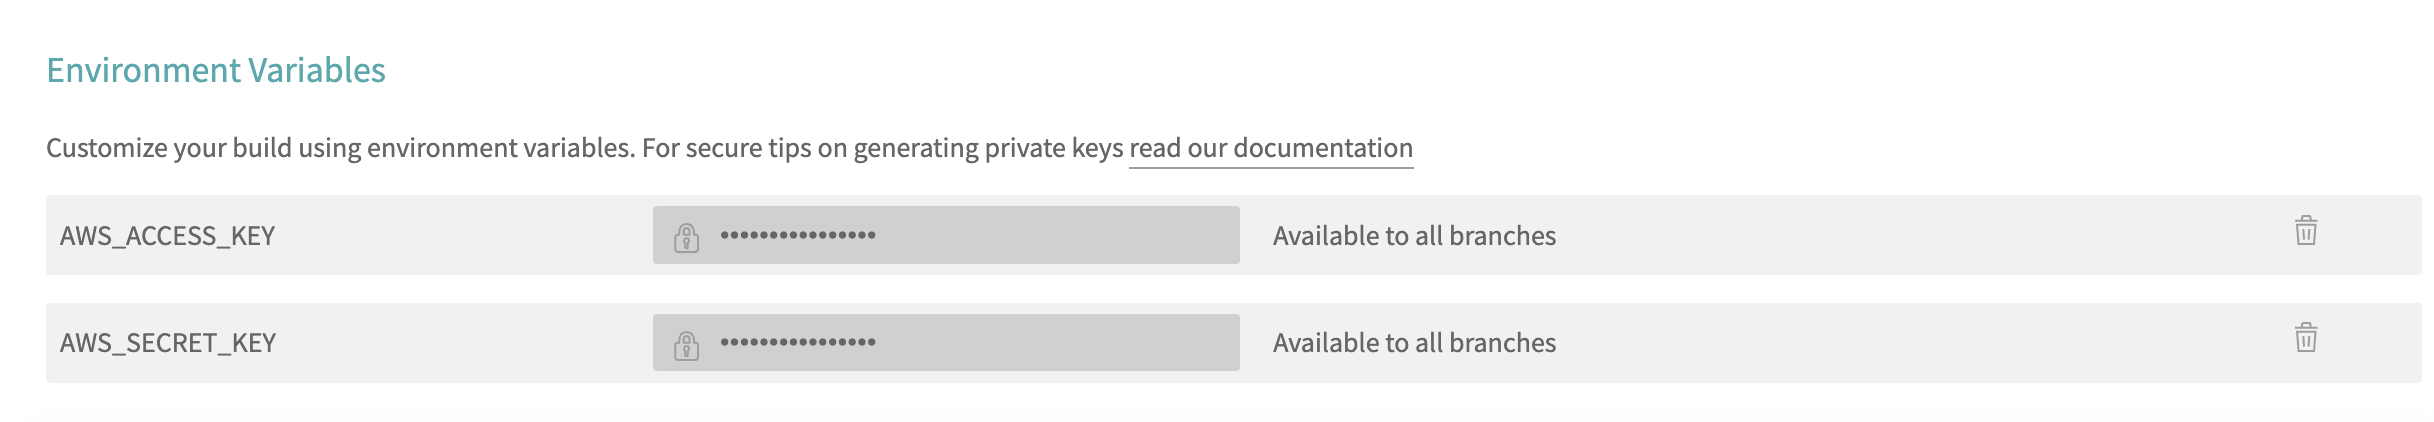 Environment Variables
Customize your build using environment variables. For secure tips on generating private keys read our documentation
AWS_ACCESS_KEY •••••••••••••••• Available to all branches
AWS_SECRET_KEY •••••••••••••••• Available to all branches